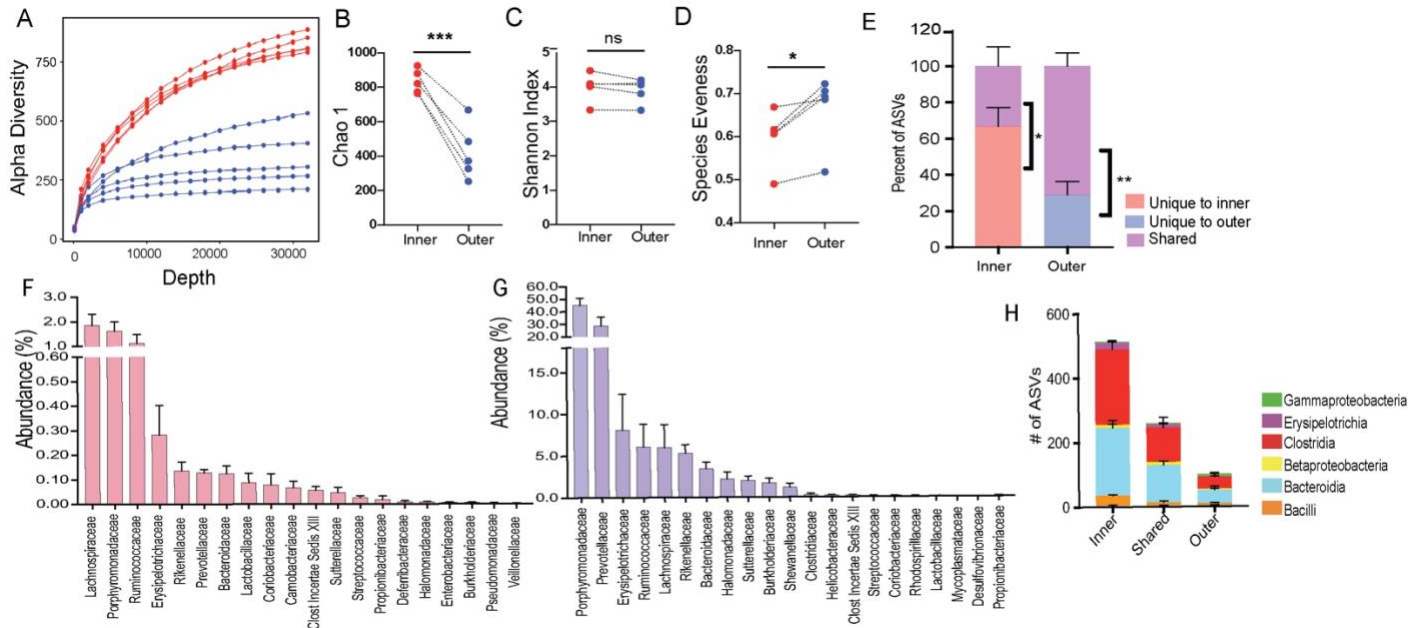 A
Alpha Diversity
750
500
250
0
0
10000
20000
30000
Depth
B
***
Chao 1
1000
800
600
400
200
0
Inner
Outer
C
ns
Shannon Index
5
4
3
2
1
0
Inner
Outer
D
*
Species Eveness
0.8
0.7
0.6
0.5
0.4
Inner
Outer
E
Percent of ASVs
120
100
80
60
40
20
0
*
**
Inner
Outer
Unique to inner
Unique to outer
Shared
F
Abundance (%)
3.0
2.0
1.0
0.60
0.50
0.40
0.30
0.20
0.10
0.00
Lachnospiraceae
Porphyromonadaceae
Ruminococcaceae
Erysipelotrichaceae
Rikenellaceae
Prevotellaceae
Bacteroidaceae
Lactobacillaceae
Coriobacteriaceae
Carnobacteriaceae
Clost Incertae Sedis XIII
Sutterellaceae
Streptococcaceae
Propionibacteriaceae
Deferribacteraceae
Halomonadaceae
Enterobacteriaceae
Burkholderiaceae
Pseudomonadaceae
Veillonellaceae
G
Abundance (%)
60.0
50.0
40.0
30.0
20.0
15.0
10.0
5.0
0.0
Porphyromonadaceae
Prevotellaceae
Erysipelotrichaceae
Ruminococcaceae
Lachnospiraceae
Rikenellaceae
Bacteroidaceae
Halomonadaceae
Sutterellaceae
Burkholderiaceae
Shewanellaceae
Clostridiaceae
Helicobacteraceae
Clost Incertae Sedis XIII
Streptococcaceae
Coriobacteriaceae
Rhodospirillaceae
Lactobacillaceae
Mycoplasmataceae
Desulfovibrionaceae
Propionibacteriaceae
H
# of ASVs
600
400
200
0
Inner
Shared
Outer
Gammaproteobacteria
Erysipelotrichia
Clostridia
Betaproteobacteria
Bacteroidia
Bacilli